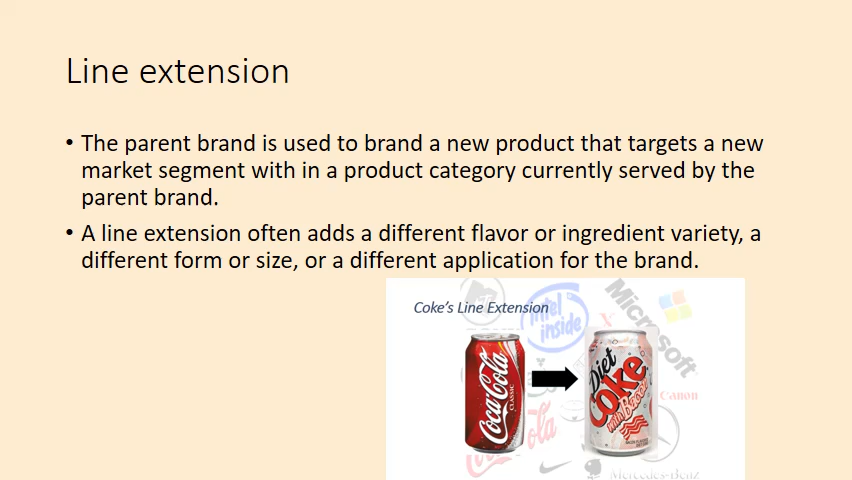 Line extension
• The parent brand is used to brand a new product that targets a new
market segment with in a product category currently served by the
parent brand.
• A line extension often adds a different flavor or ingredient variety, a
different form or size, or a different application for the brand.
Coke's Line Extension
intel
inside
Microsoft
Coca-Cola
CLASSIC
Diet
Coke
Canon
Mercedes-Benz